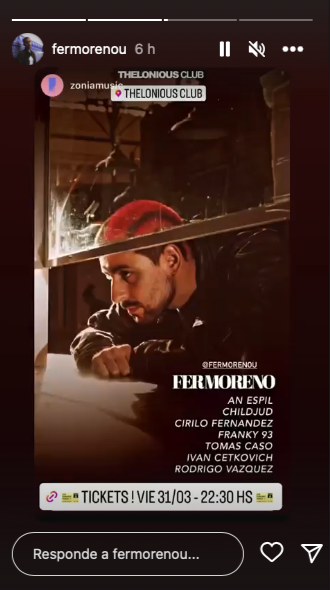 fermorenou 6 h
THELONIOUS CLUB
zoniamusic
THELONIOUS CLUB
@FERMORENOU
FERMORENO
AN ESPIL
CHILDJUD
CIRILO FERNANDEZ
FRANKY 93
TOMAS CASO
IVAN CETKOVICH
RODRIGO VAZQUEZ
TICKETS ! VIE 31/03 - 22:30 HS
Responde a fermorenou...